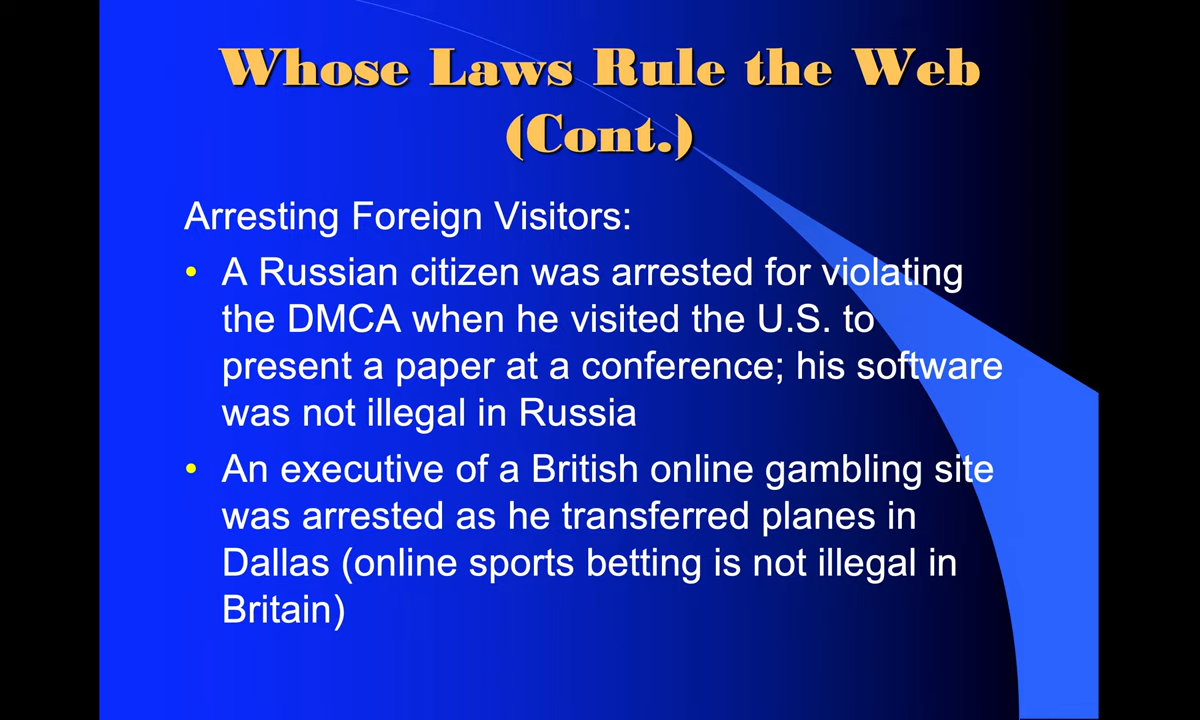 Whose Laws Rule the Web
(Cont.)
Arresting Foreign Visitors:
• A Russian citizen was arrested for violating
the DMCA when he visited the U.S. to
present a paper at a conference; his software
was not illegal in Russia
• An executive of a British online gambling site
was arrested as he transferred planes in
Dallas (online sports betting is not illegal in
Britain)